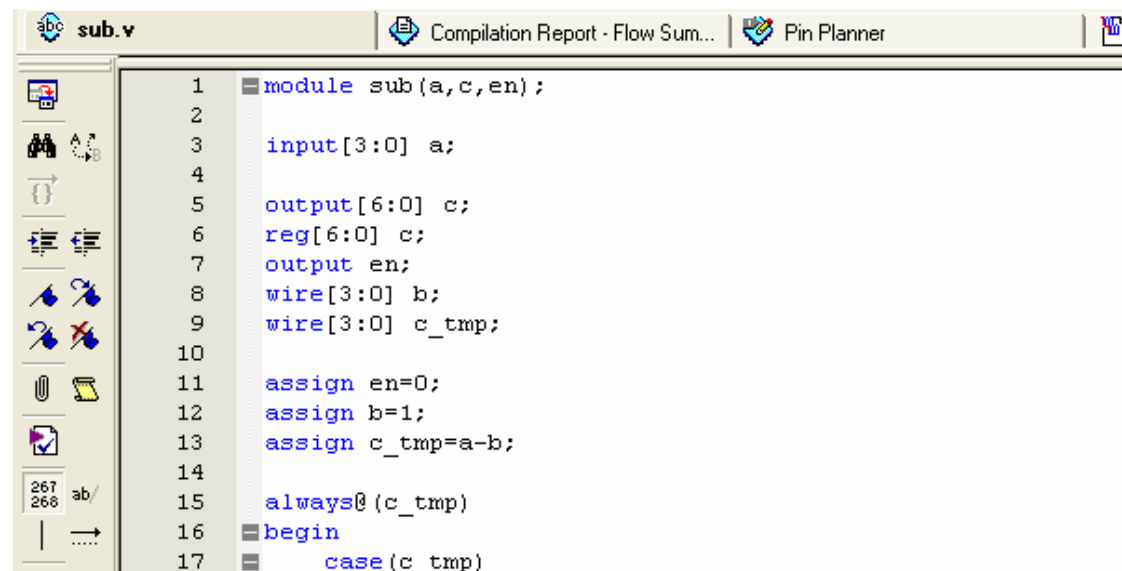 sub.v Compilation Report - Flow Sum... Pin Planner
1 module sub(a,c,en);
2
3 input[3:0] a;
4
5 output[6:0] c;
6 reg[6:0] c;
7 output en;
8 wire[3:0] b;
9 wire[3:0] c_tmp;
10
11 assign en=0;
12 assign b=1;
13 assign c_tmp=a-b;
14
15 always@(c_tmp)
16 begin
17 case(c_tmp)
abc
A
B
{}
267
268 ab/